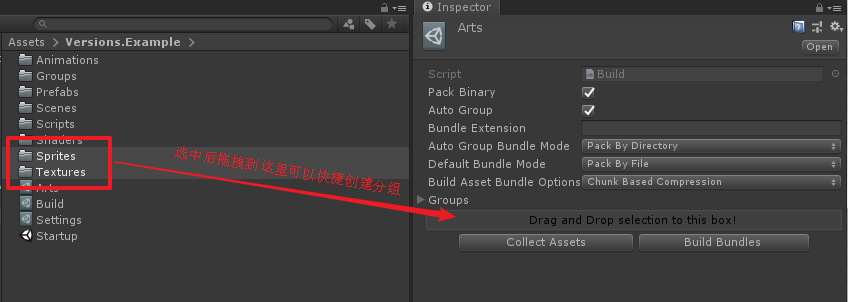 Inspector
Assets > Versions.Example >
Animations
Groups
Prefabs
Scenes
Scripts
Shaders
Sprites
Textures
Arts
Build
Settings
Startup
选中后拖拽到这里可以快捷创建分组
Arts
Open
Script
Build
Pack Binary
Auto Group
Bundle Extension
Auto Group Bundle Mode
Pack By Directory
Default Bundle Mode
Pack By File
Build Asset Bundle Options
Chunk Based Compression
Groups
Drag and Drop selection to this box!
Collect Assets
Build Bundles